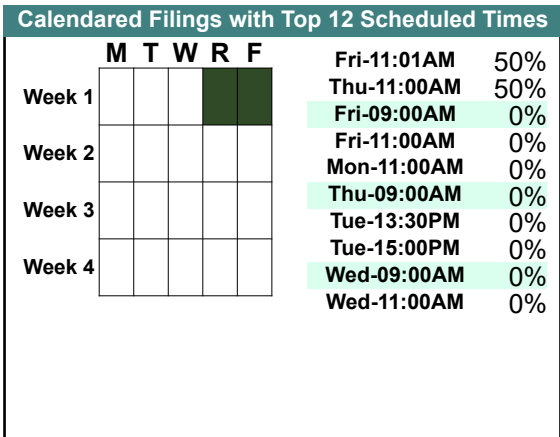 Calendared Filings with Top 12 Scheduled Times
M T W R F
Week 1
Week 2
Week 3
Week 4
Fri-11:01AM 50%
Thu-11:00AM 50%
Fri-09:00AM 0%
Fri-11:00AM 0%
Mon-11:00AM 0%
Thu-09:00AM 0%
Tue-13:30PM 0%
Tue-15:00PM 0%
Wed-09:00AM 0%
Wed-11:00AM 0%